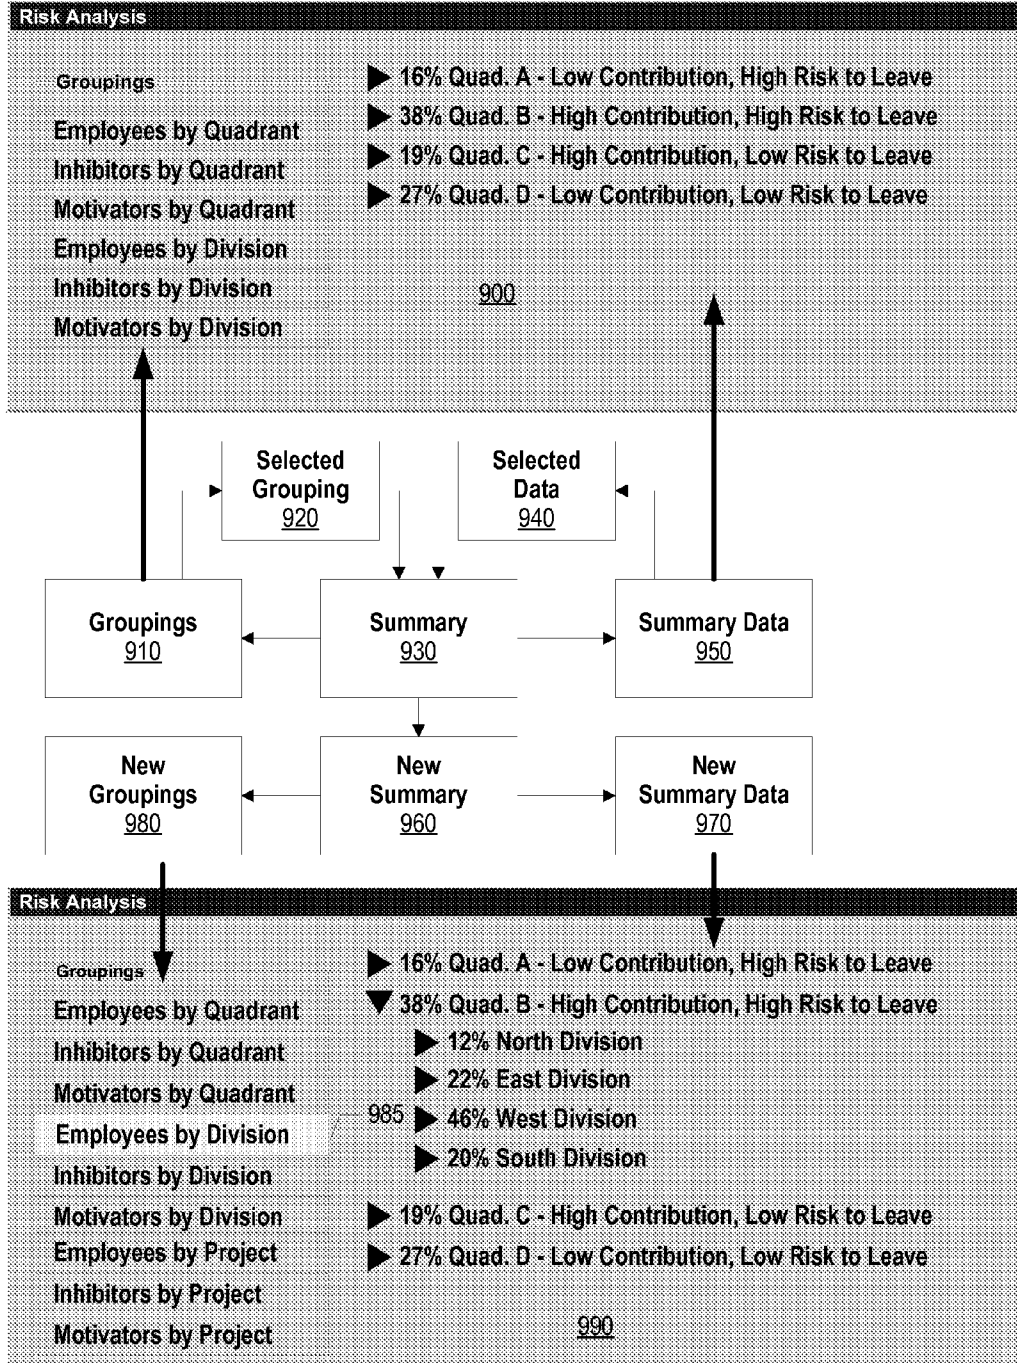 Risk Analysis
Groupings
Employees by Quadrant
Inhibitors by Quadrant
Motivators by Quadrant
Employees by Division
Inhibitors by Division
Motivators by Division
16% Quad. A - Low Contribution, High Risk to Leave
38% Quad. B - High Contribution, High Risk to Leave
19% Quad. C - High Contribution, Low Risk to Leave
27% Quad. D - Low Contribution, Low Risk to Leave
900
Selected
Grouping
920
Selected
Data
940
Groupings
910
Summary
930
Summary Data
950
New
Groupings
980
New
Summary
960
New
Summary Data
970
Risk Analysis
Groupings
Employees by Quadrant
Inhibitors by Quadrant
Motivators by Quadrant
Employees by Division
Inhibitors by Division
Motivators by Division
Employees by Project
Inhibitors by Project
Motivators by Project
985
16% Quad. A - Low Contribution, High Risk to Leave
38% Quad. B - High Contribution, High Risk to Leave
12% North Division
22% East Division
46% West Division
20% South Division
19% Quad. C - High Contribution, Low Risk to Leave
27% Quad. D - Low Contribution, Low Risk to Leave
990